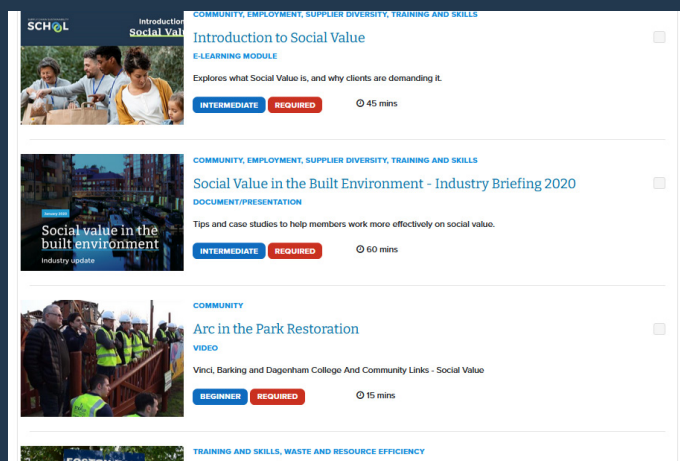 COMMUNITY, EMPLOYMENT, SUPPLIER DIVERSITY, TRAINING AND SKILLS
SCHOOL
Introduction
Social Val
Introduction to Social Value
E-LEARNING MODULE
Explores what Social Value is, and why clients are demanding it.
INTERMEDIATE REQUIRED 45 mins
COMMUNITY, EMPLOYMENT, SUPPLIER DIVERSITY, TRAINING AND SKILLS
Social Value in the Built Environment - Industry Briefing 2020
DOCUMENT/PRESENTATION
Tips and case studies to help members work more effectively on social value.
INTERMEDIATE REQUIRED 60 mins
January 2020
Social value in the
built environment
Industry update
COMMUNITY
Arc in the Park Restoration
VIDEO
Vinci, Barking and Dagenham College And Community Links - Social Value
BEGINNER REQUIRED 15 mins
TRAINING AND SKILLS, WASTE AND RESOURCE EFFICIENCY